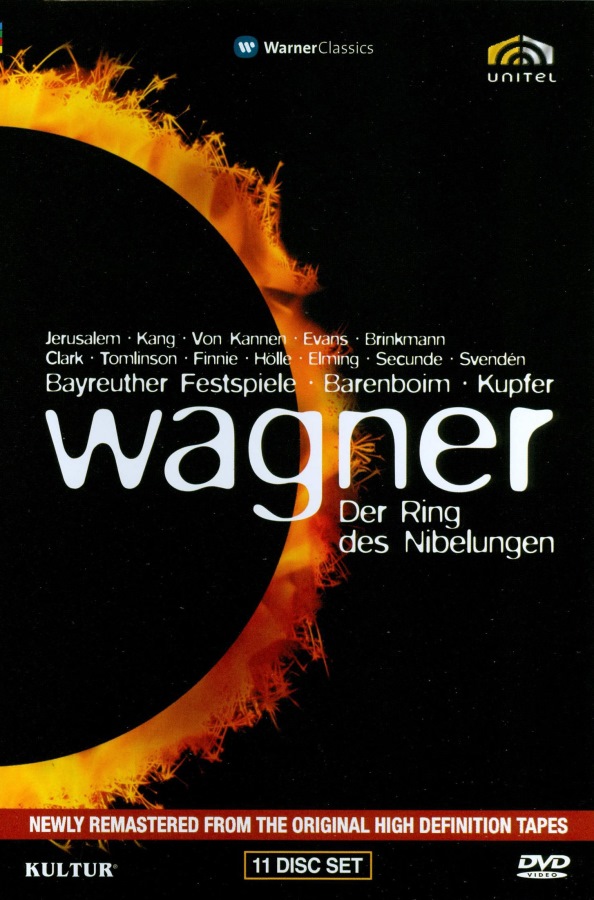 WarnerClassics
UNITEL
Jerusalem · Kang · Von Kannen · Evans · Brinkmann
Clark · Tomlinson · Finnie · Hölle · Elming · Secunde · Svendén
Bayreuther Festspiele · Barenboim · Kupfer
wagner
Der Ring
des Nibelungen
NEWLY REMASTERED FROM THE ORIGINAL HIGH DEFINITION TAPES
KULTUR®
11 DISC SET
DVD
VIDEO